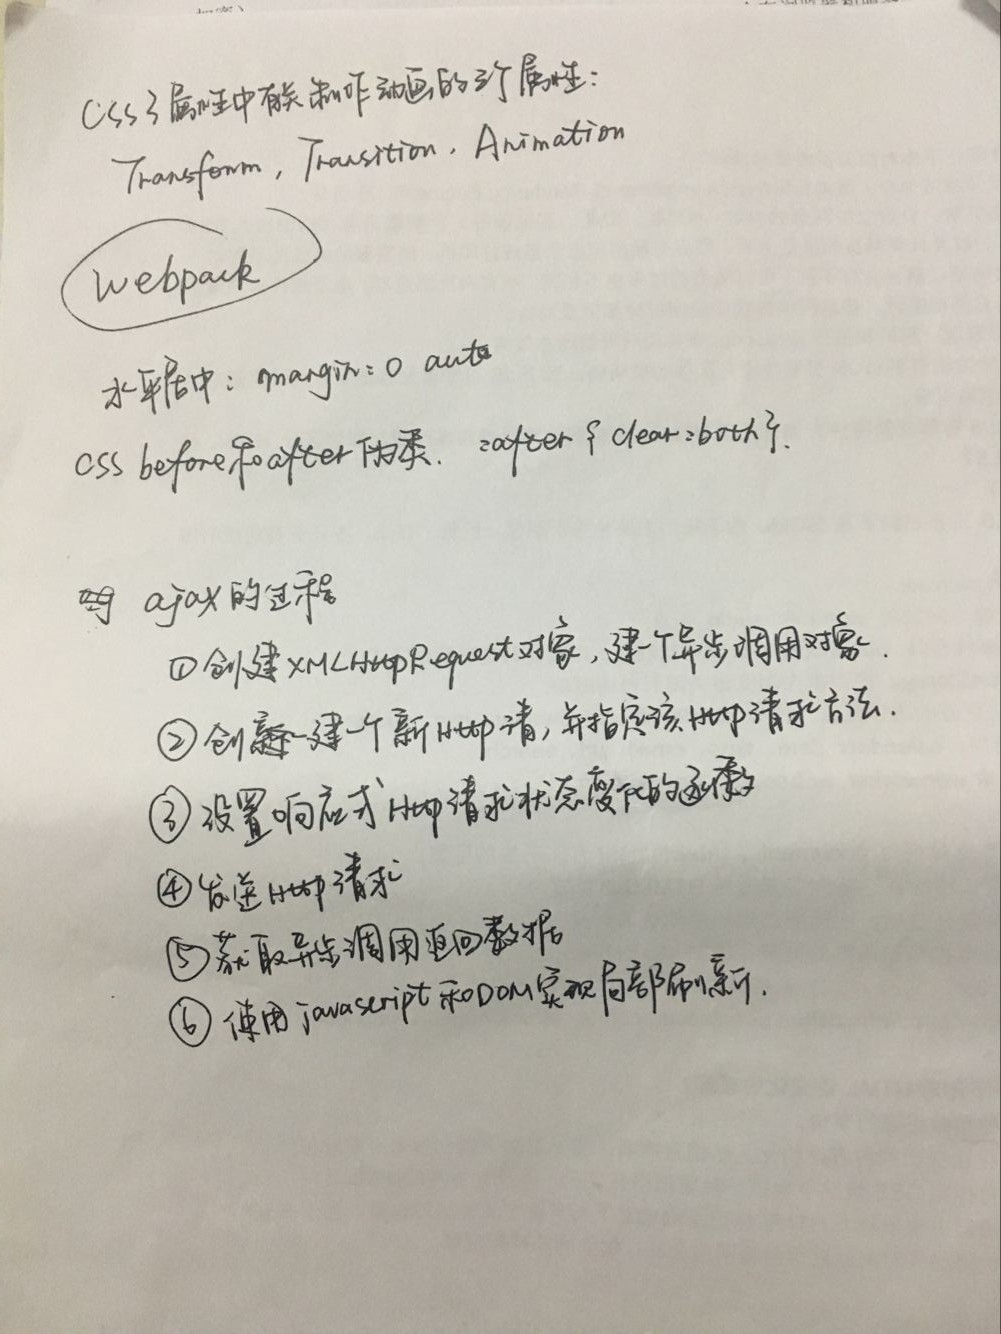 CSS3属性中有关制作动画的三个属性：
Transform, Transition, Animation
webpack
水平居中：margin: 0 auto
CSS before和after伪类. :after { clear:both }.
ajax的过程
①创建XMLHttpRequest对象，建一个异步调用对象.
②创新一建一个新Http请，并指定该Http请求方法.
③设置响应式Http请求状态变化的函数
④发送Http请求
⑤获取异步调用返回数据
⑥使用javascript和DOM实现局部刷新.